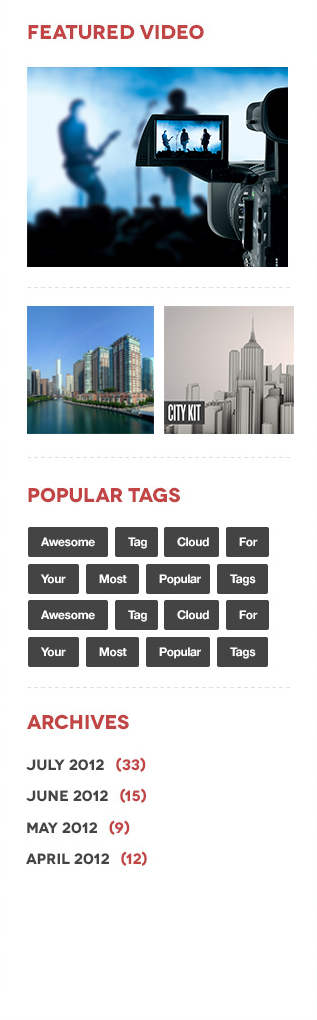 FEATURED VIDEO
CITY KIT
POPULAR TAGS
Awesome Tag Cloud For
Your Most Popular Tags
Awesome Tag Cloud For
Your Most Popular Tags
ARCHIVES
JULY 2012 (33)
JUNE 2012 (15)
MAY 2012 (9)
APRIL 2012 (12)